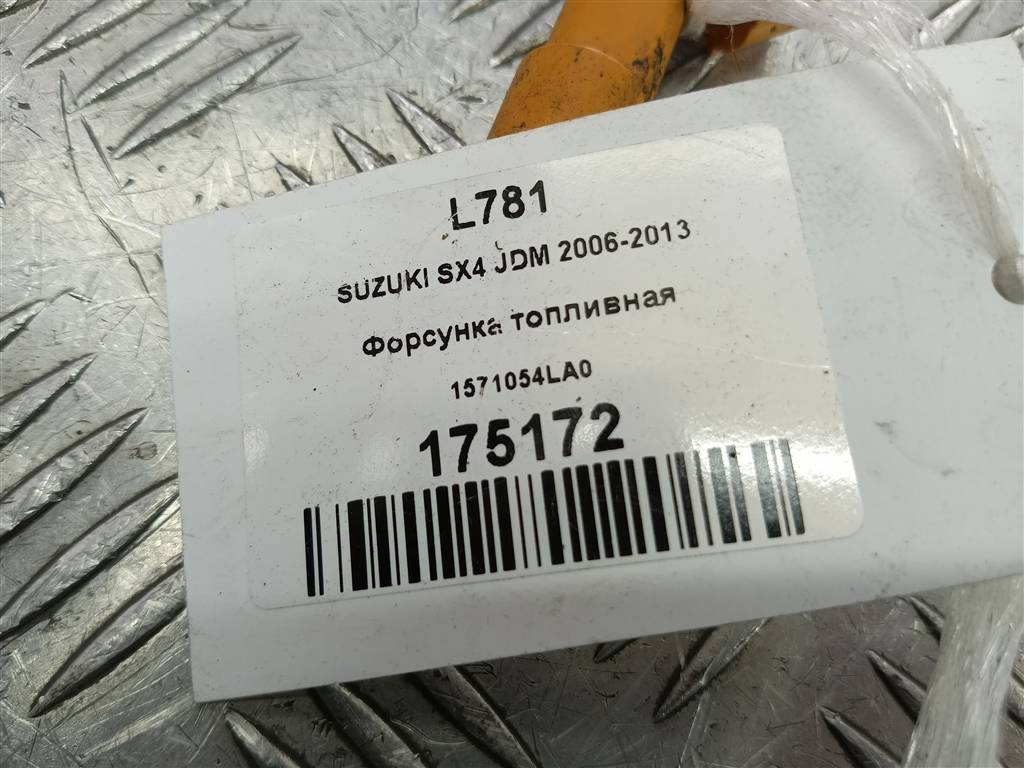 L781
SUZUKI SX4 JDM 2006-2013
Форсунка топливная
1571054LA0
175172